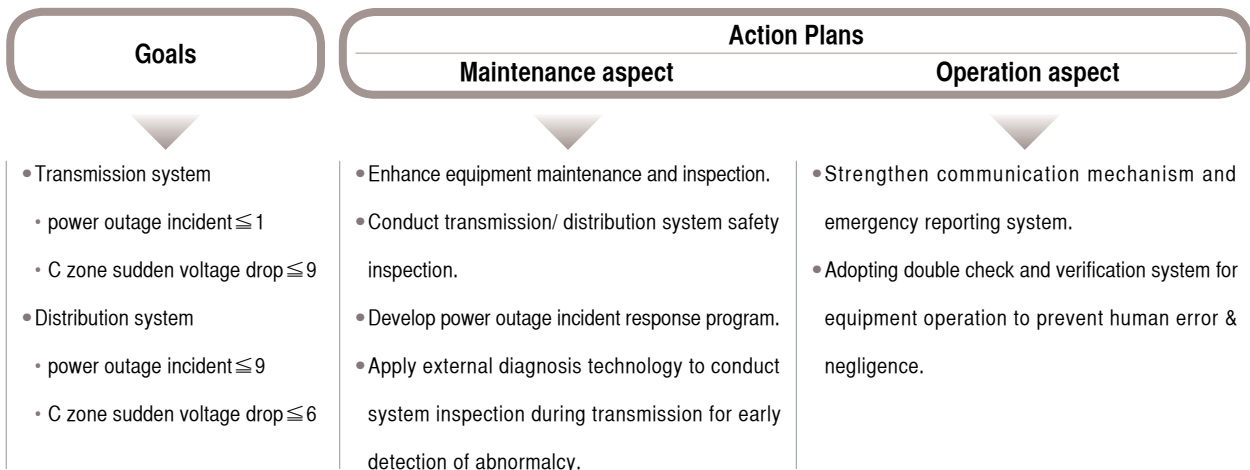 Goals
Action Plans
Maintenance aspect
Operation aspect
•Transmission system
•power outage incident≦1
•C zone sudden voltage drop≦9
•Distribution system
•power outage incident≦9
•C zone sudden voltage drop≦6
•Enhance equipment maintenance and inspection.
•Conduct transmission/ distribution system safety
inspection.
•Develop power outage incident response program.
•Apply external diagnosis technology to conduct
system inspection during transmission for early
detection of abnormalcy.
•Strengthen communication mechanism and
emergency reporting system.
•Adopting double check and verification system for
equipment operation to prevent human error &
negligence.